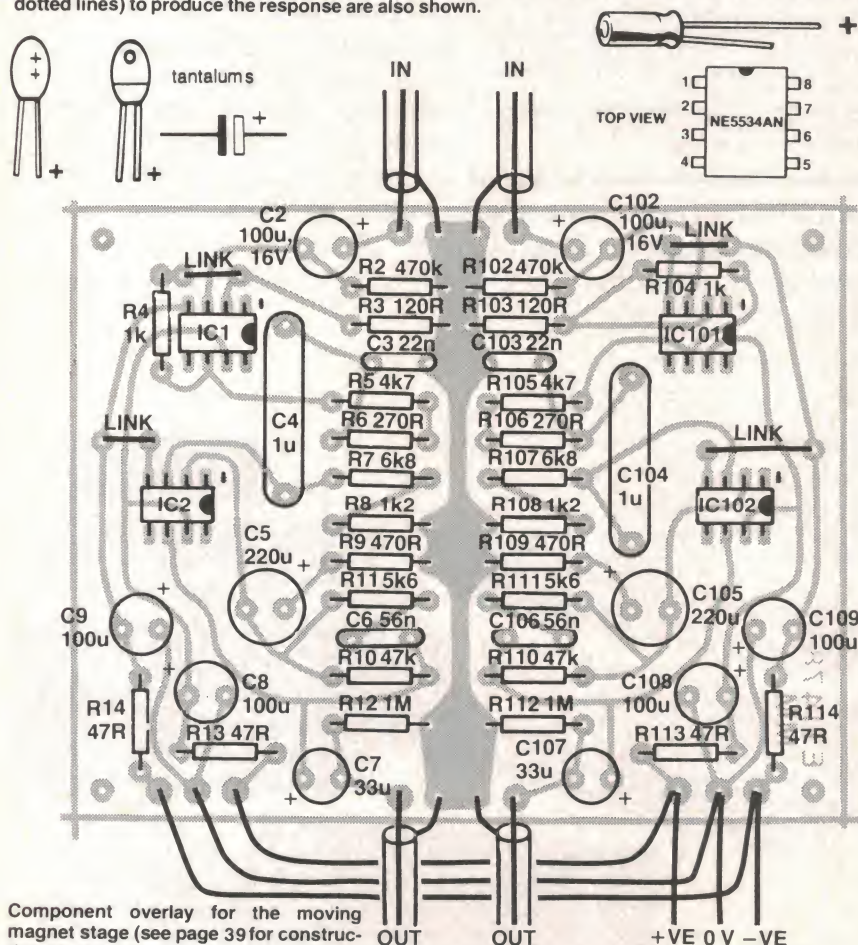 dotted lines) to produce the response are also shown.
+
+
+
tantalums
+
+
+
IN
IN
TOP VIEW
NE5534AN
1
2
3
4
8
7
6
5
C2
100u,
16V
+
LINK
R2 470k
R3 120R
R4
1k
IC1
C3 22n
C4
1u
R5 4k7
R6 270R
R7 6k8
LINK
IC2
R8 1k2
R9 470R
C5
220u
+
R11 5k6
C6 56n
R10 47k
R12 1M
C9
100u
+
C8
100u
+
R14
47R
R13 47R
C7
33u
+
C102
100u,
16V
+
LINK
R102 470k
R103 120R
R104 1k
IC101
C103 22n
R105 4k7
R106 270R
R107 6k8
C104
1u
LINK
IC102
R108 1k2
R109 470R
R111 5k6
C105
220u
+
C106 56n
R110 47k
R112 1M
C109
100u
+
C108
100u
+
R113 47R
R114
47R
C107
33u
+
Component overlay for the moving
magnet stage (see page 39 for construc-
OUT
OUT
+VE 0 V −VE